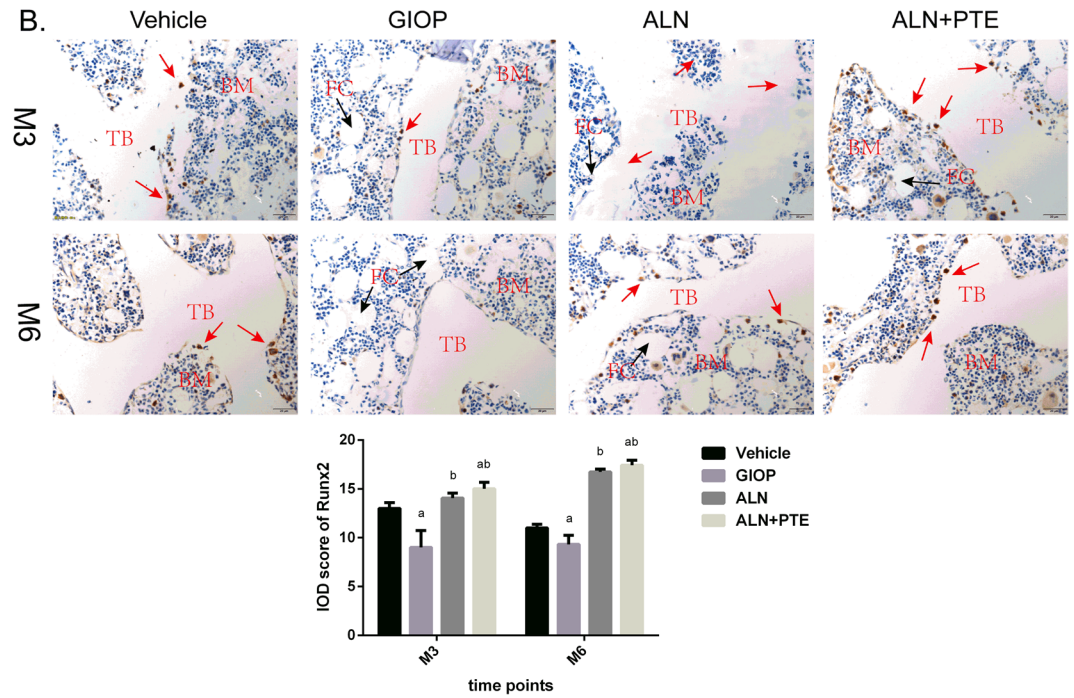 B.
Vehicle GIOP ALN ALN+PTE
M3
BM
TB
FC
BM
TB
TB
FC
BM
TB
BM
FC
M6
TB
BM
FC
BM
TB
TB
FC
BM
TB
BM
IOD score of Runx2
20
15
10
5
0
a
b
ab
a
b
ab
M3
M6
time points
Vehicle
GIOP
ALN
ALN+PTE